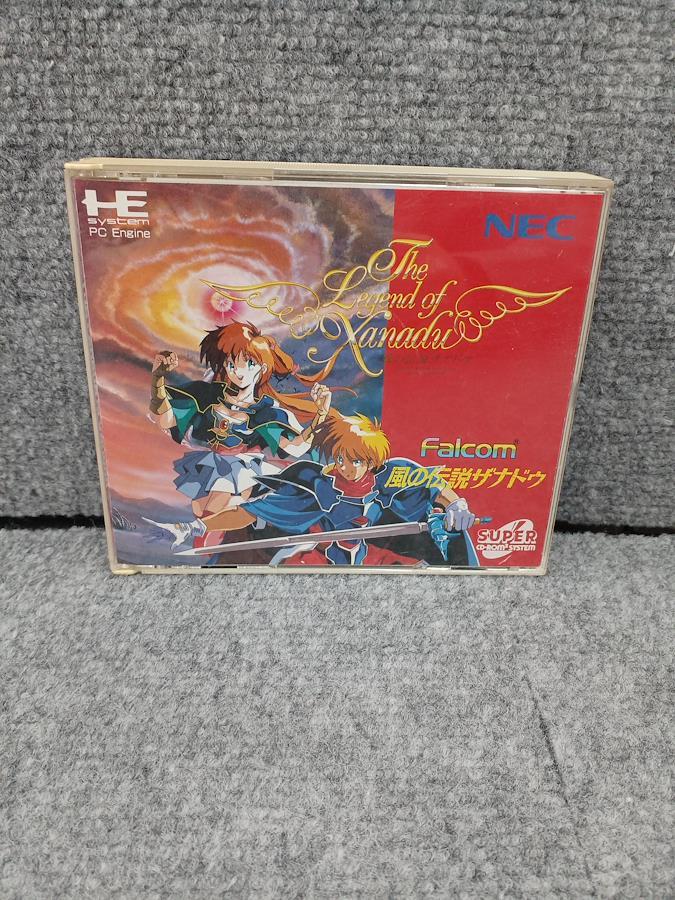 HE
system
PC Engine
NEC
The
Legend of
Xanadu
Falcom®
風の伝説ザナドゥ
SUPER
CD-ROM² SYSTEM